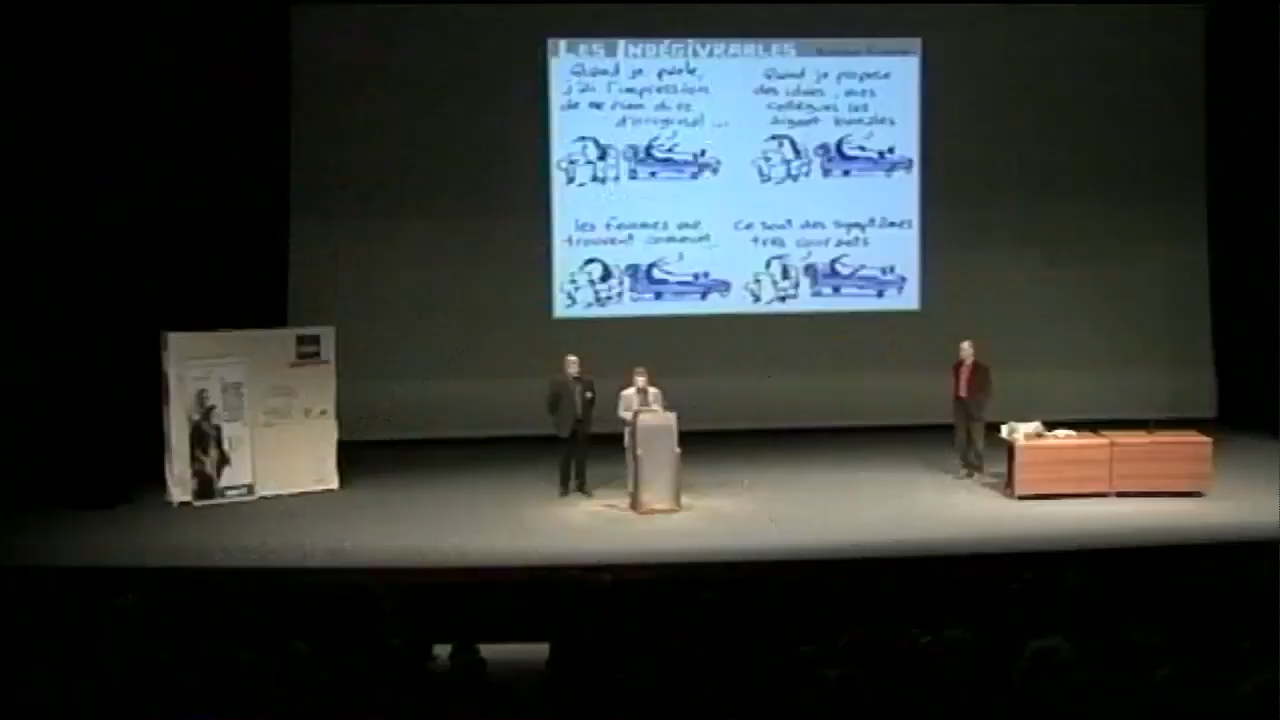 LES INDÉGIVRABLES
Quand je parle,
j'ai l'impression
de ne rien dire
d'original...
Quand je propose
des idées, mes
collègues les
disent banales
les femmes me
trouvent commun...
Ce sont des symptômes
très courants